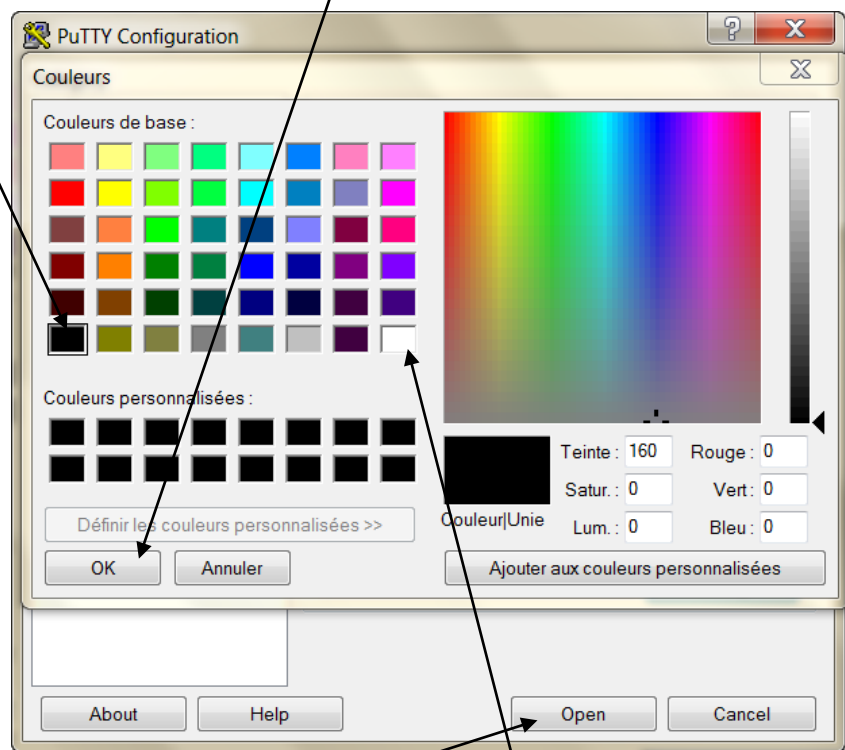 PuTTY Configuration
Couleurs
Couleurs de base :
Couleurs personnalisées :
Définir les couleurs personnalisées >>
OK
Annuler
Couleur|Unie
Teinte : 160
Satur. : 0
Lum. : 0
Rouge : 0
Vert : 0
Bleu : 0
Ajouter aux couleurs personnalisées
About
Help
Open
Cancel